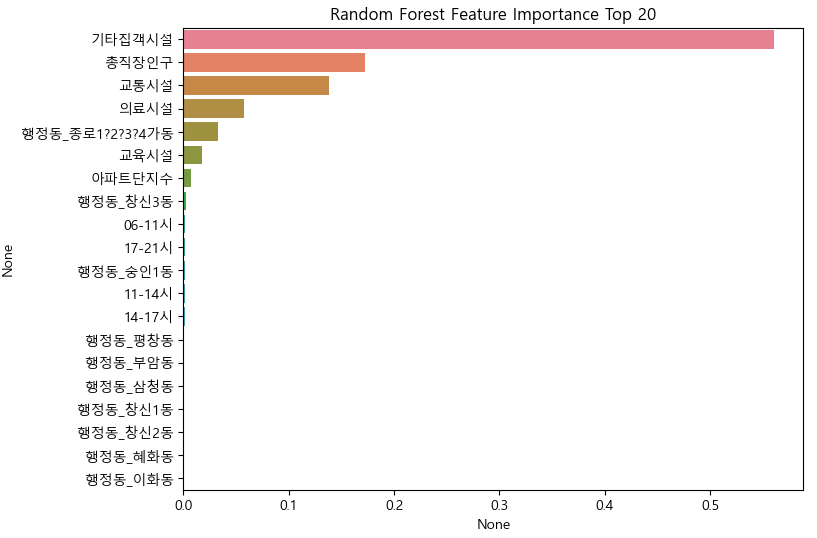 Random Forest Feature Importance Top 20
기타집객시설
총직장인구
교통시설
의료시설
행정동_종로1?2?3?4가동
교육시설
아파트단지수
행정동_창신3동
06-11시
17-21시
행정동_숭인1동
11-14시
14-17시
행정동_평창동
행정동_부암동
행정동_삼청동
행정동_창신1동
행정동_창신2동
행정동_혜화동
행정동_이화동
None
0.0 0.1 0.2 0.3 0.4 0.5
None